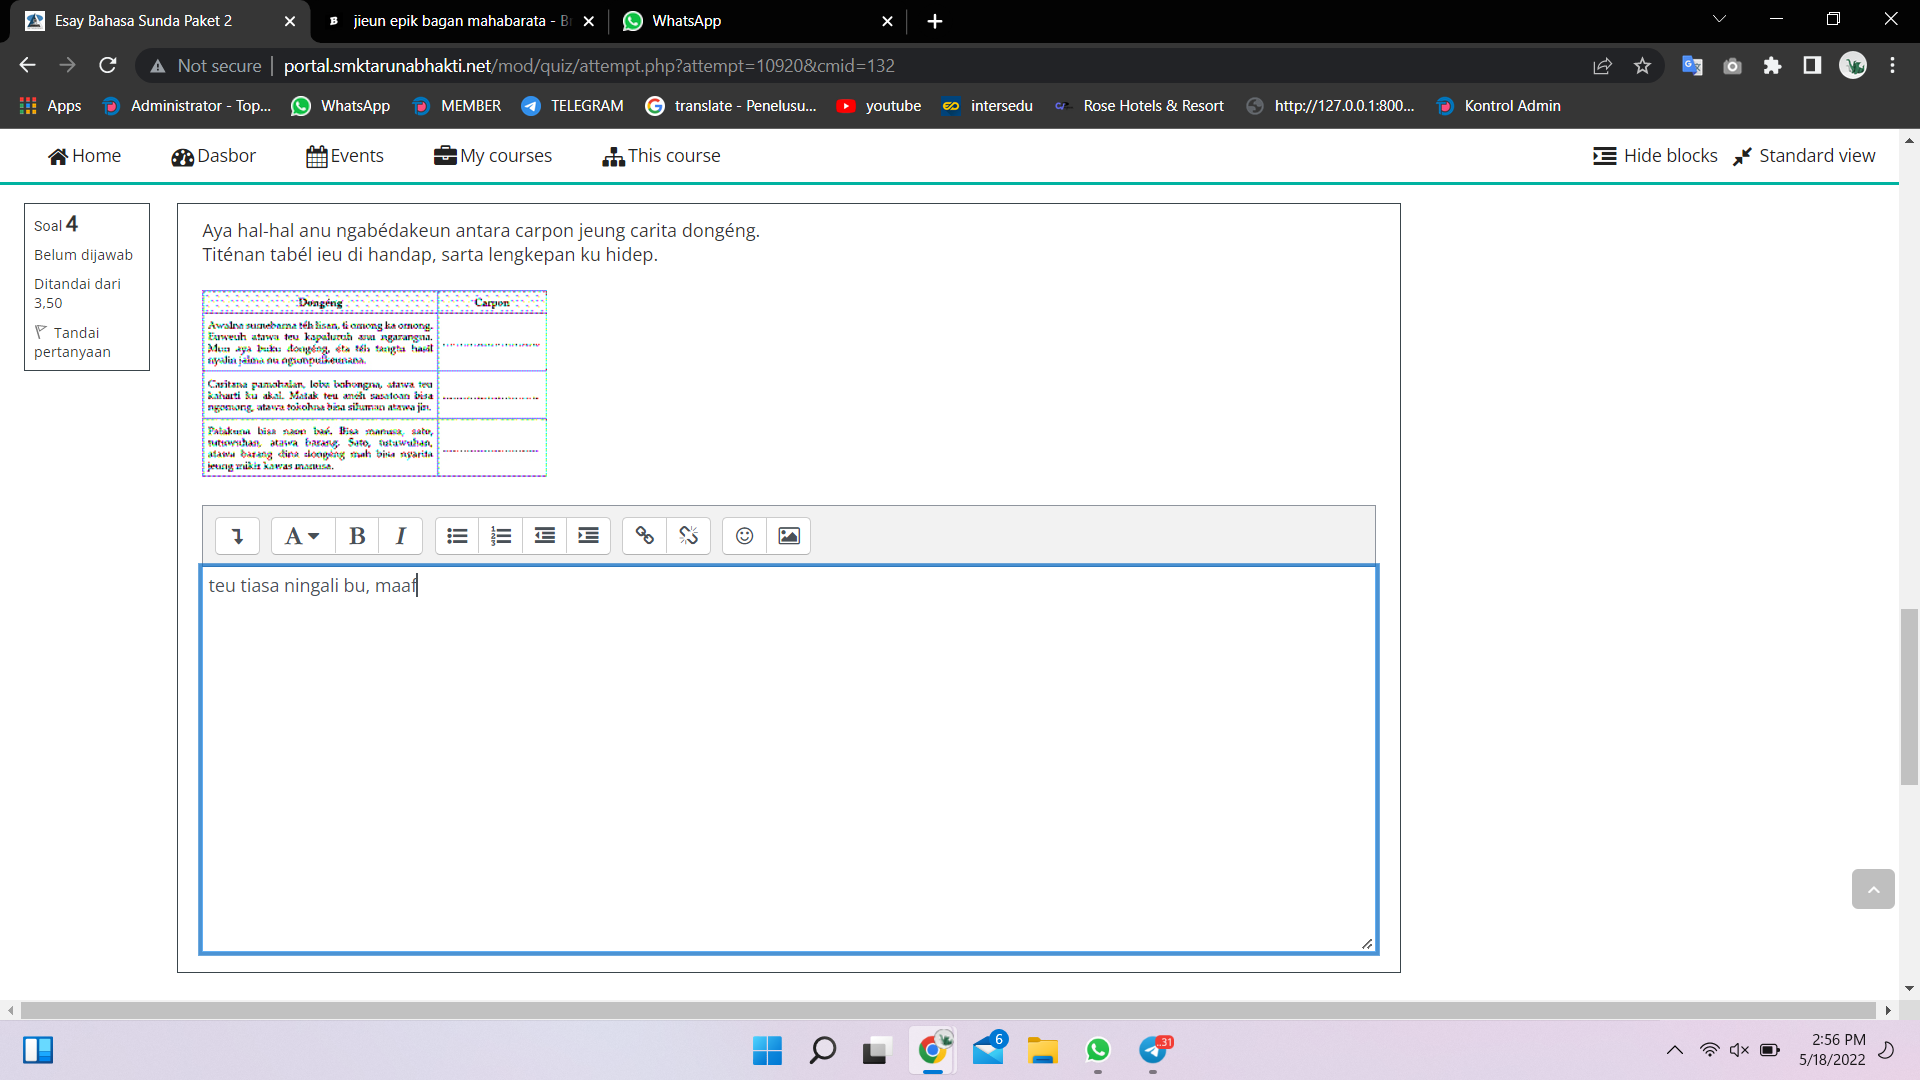 Esay Bahasa Sunda Paket 2
jieun epik bagan mahabarata - B
WhatsApp
Not secure
portal.smktarunabhakti.net/mod/quiz/attempt.php?attempt=10920&cmid=132
Apps
Administrator - Top...
WhatsApp
MEMBER
TELEGRAM
translate - Penelusu...
youtube
intersedu
Rose Hotels & Resort
http://127.0.0.1:800...
Kontrol Admin
Home
Dasbor
Events
My courses
This course
Hide blocks
Standard view
Soal 4
Belum dijawab
Ditandai dari
3,50
Tandai
pertanyaan
Aya hal-hal anu ngabédakeun antara carpon jeung carita dongéng.
Titénan tabél ieu di handap, sarta lengkepan ku hidep.
Dongéng
Carpon
Awalna sumebarna téh lisan, ti omong ka omong.
Euweuh atawa teu kapaluruh anu ngarangna.
Mun aya buku dongéng, éta téh tangtu hasil
nyalin jalma nu ngumpulkeunana.
Caritana pamohalan, loba bohongna, atawa teu
kaharti ku akal. Matak teu aneh sasatoan bisa
ngomong, atawa tokohna bisa siluman atawa jin.
Palakuna bisa naon baé. Bisa manusa, sato,
tutuwuhan, atawa barang. Sato, tutuwuhan,
atawa barang dina dongéng mah bisa nyarita
jeung mikir kawas manusa.
A
B
I
teu tiasa ningali bu, maaf
6
31
2:56 PM
5/18/2022